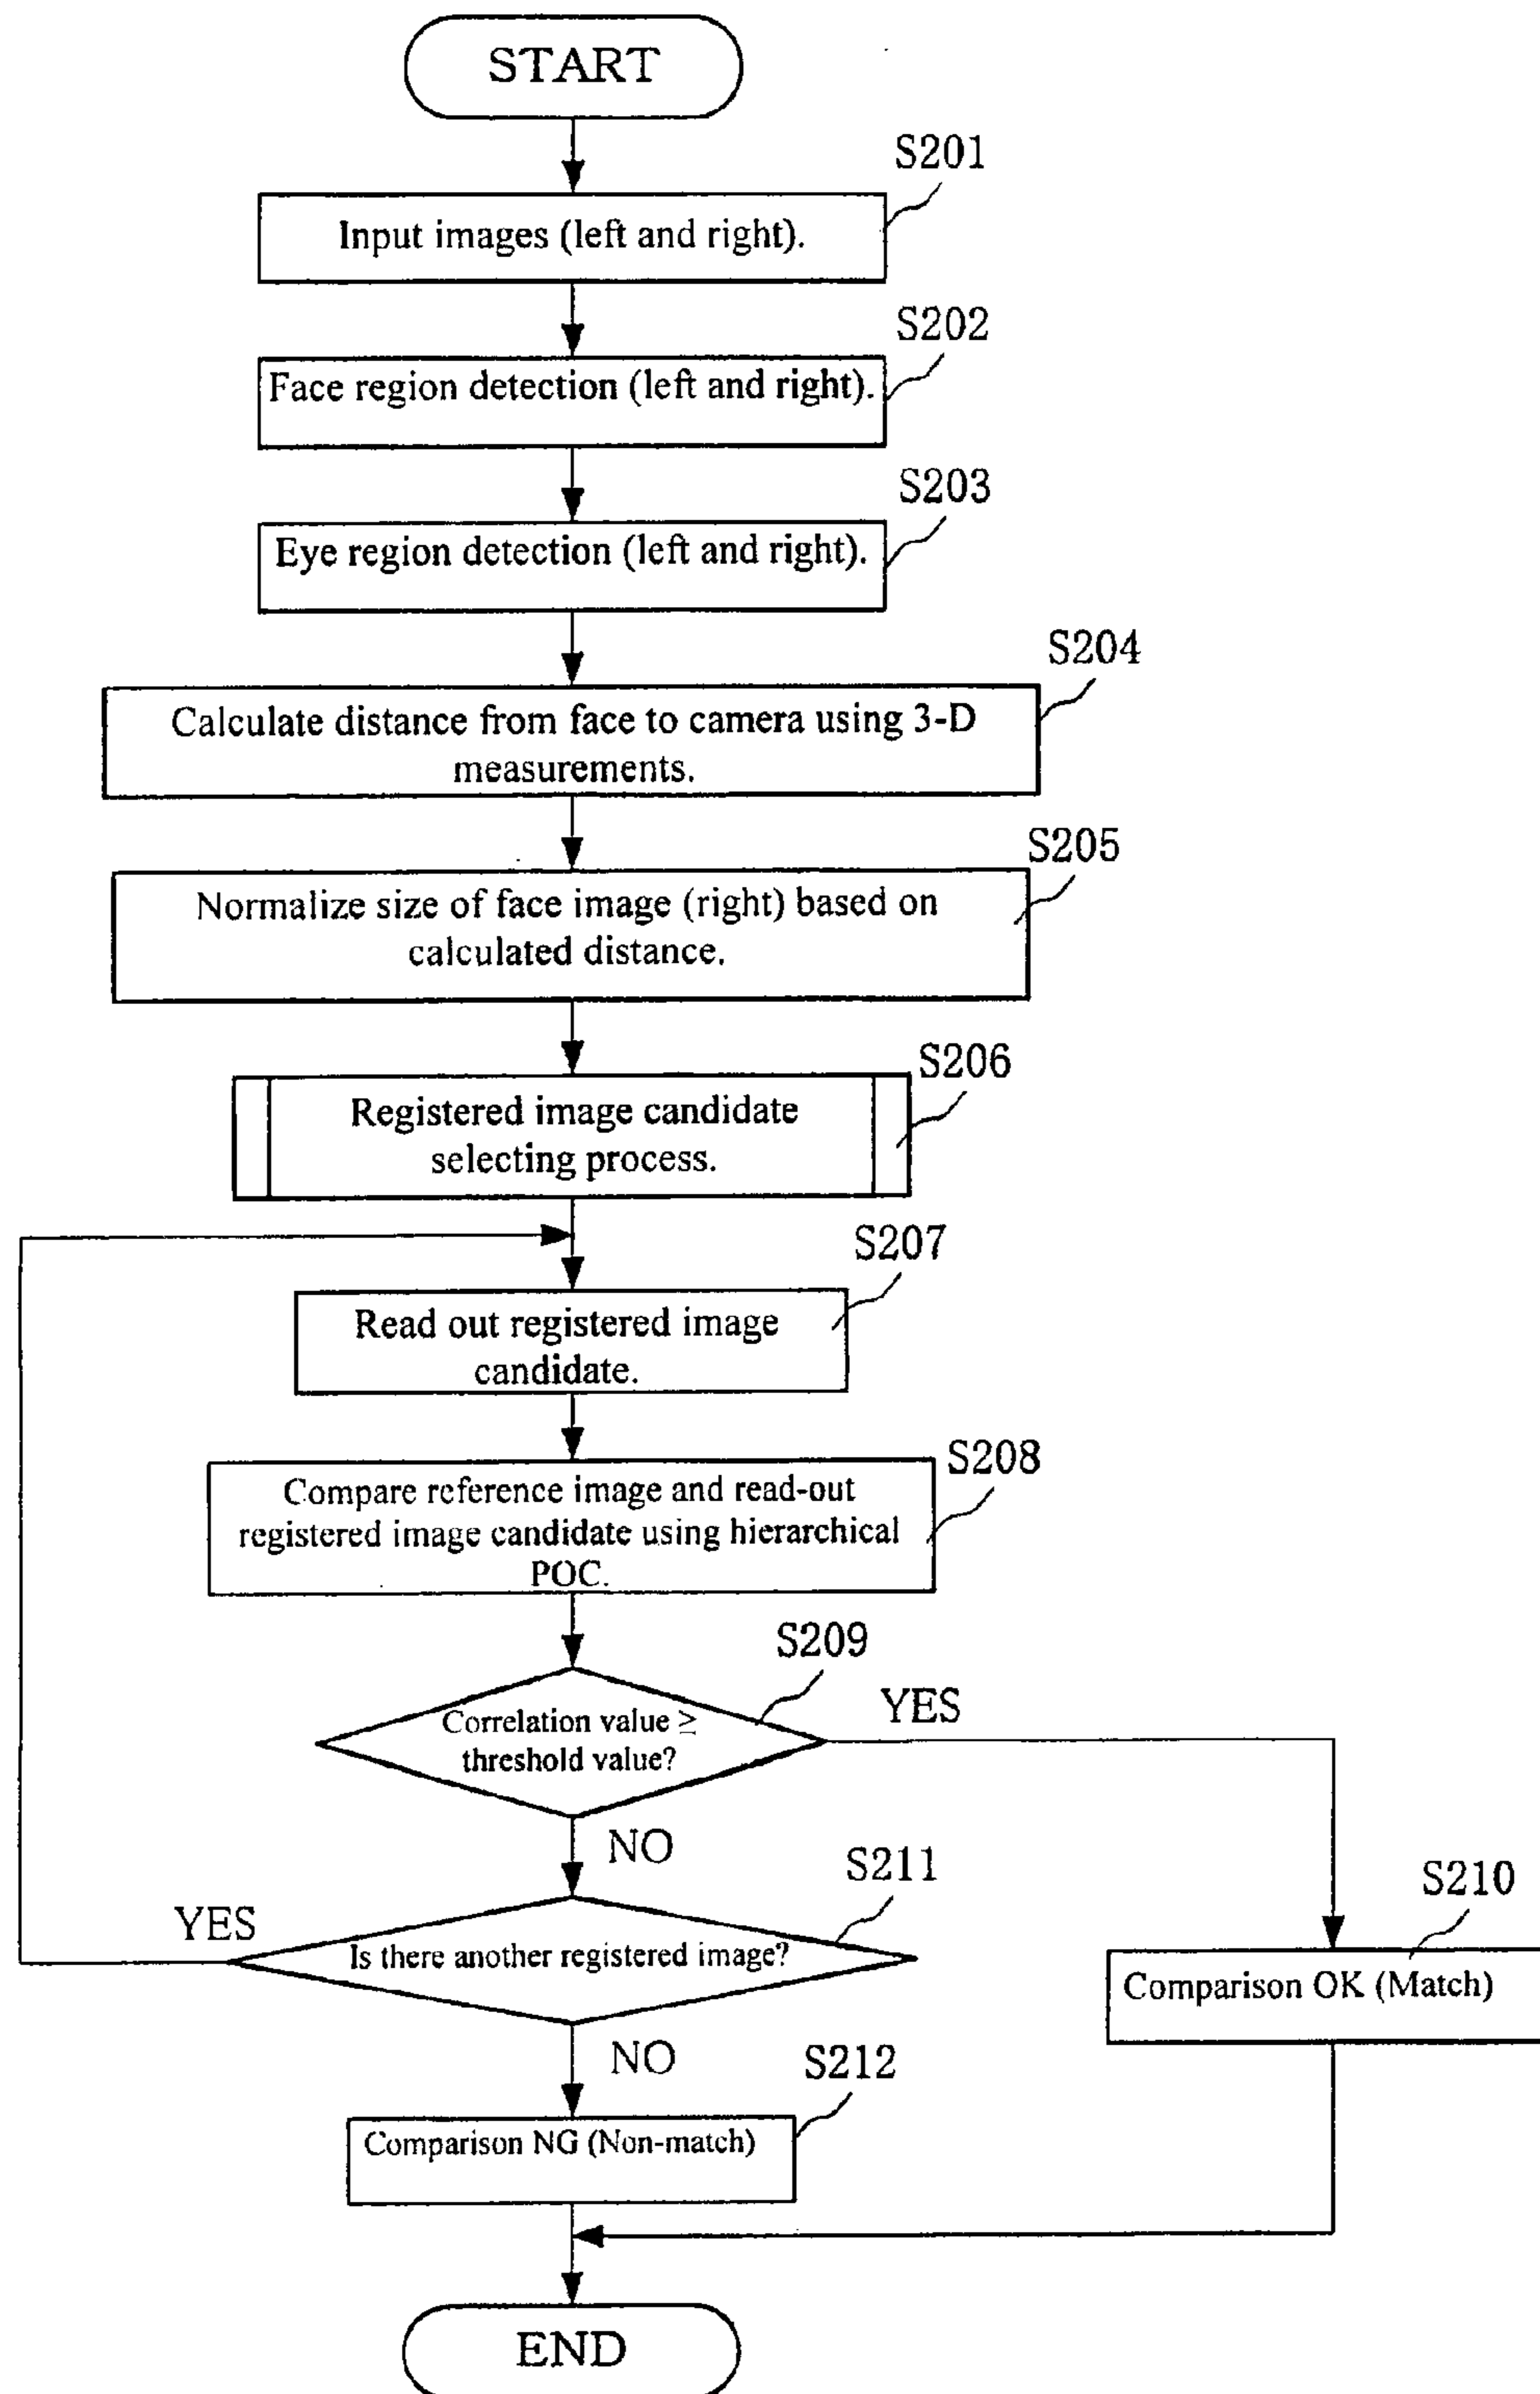 START
S201
Input images (left and right).
S202
Face region detection (left and right).
S203
Eye region detection (left and right).
S204
Calculate distance from face to camera using 3-D
measurements.
S205
Normalize size of face image (right) based on
calculated distance.
S206
Registered image candidate
selecting process.
S207
Read out registered image
candidate.
S208
Compare reference image and read-out
registered image candidate using hierarchical
POC.
S209
Correlation value ≥
threshold value?
YES
NO
S211
YES
Is there another registered image?
S210
Comparison OK (Match)
NO
S212
Comparison NG (Non-match)
END